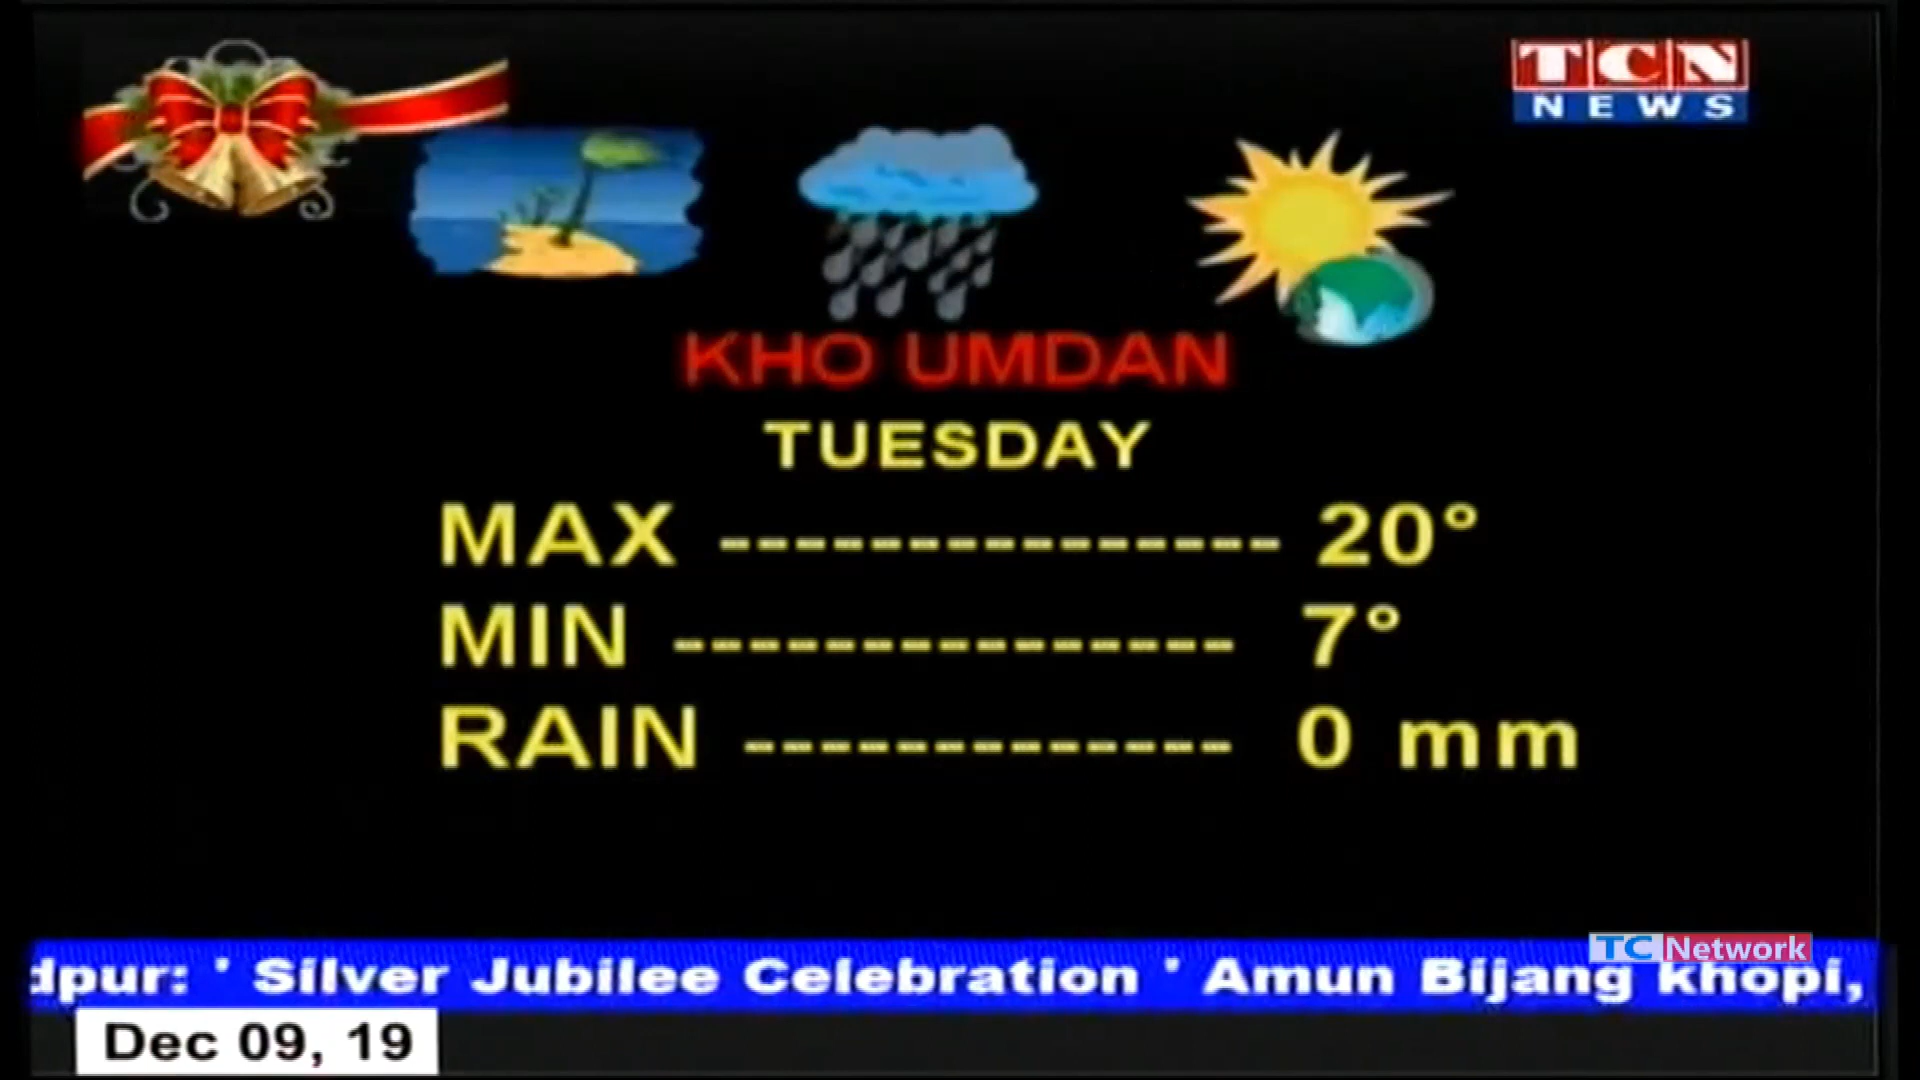 TCN
NEWS
KHO UMDAN
TUESDAY
MAX --------------- 20°
MIN --------------- 7°
RAIN ------------- 0 mm
TC Network
dpur: ' Silver Jubilee Celebration ' Amun Bijang khopi,
Dec 09, 19